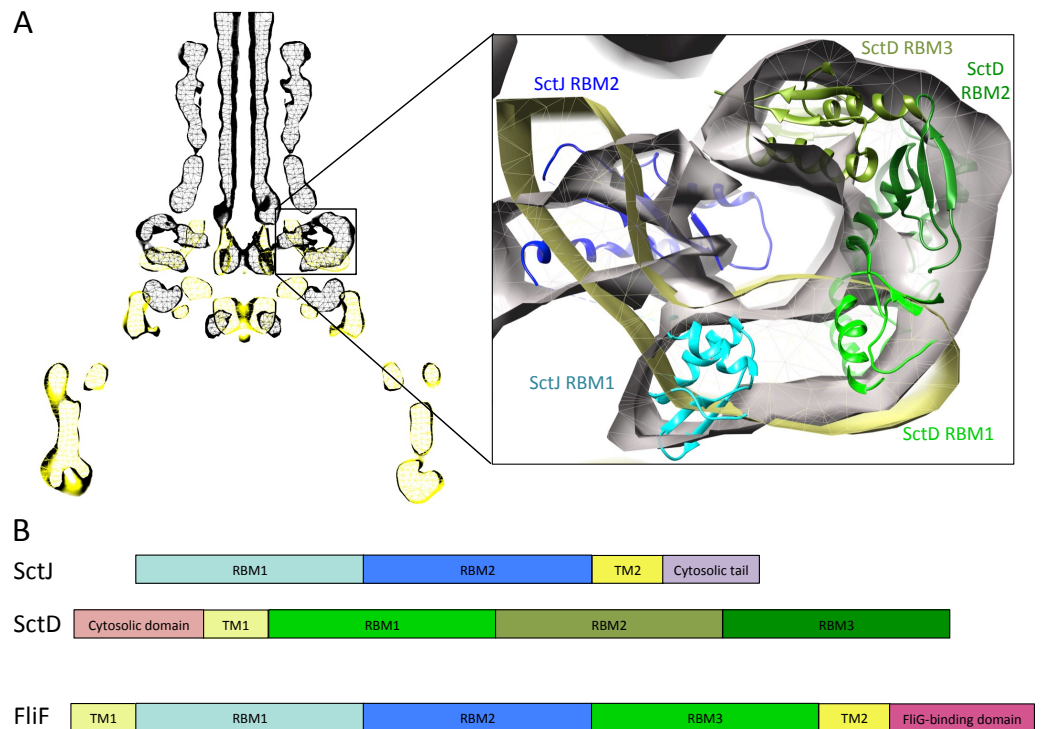 A
SctJ RBM2
SctD RBM3
SctD
RBM2
SctJ RBM1
SctD RBM1
B
SctJ
RBM1
RBM2
TM2
Cytosolic tail
SctD
Cytosolic domain
TM1
RBM1
RBM2
RBM3
FliF
TM1
RBM1
RBM2
RBM3
TM2
FliG-binding domain